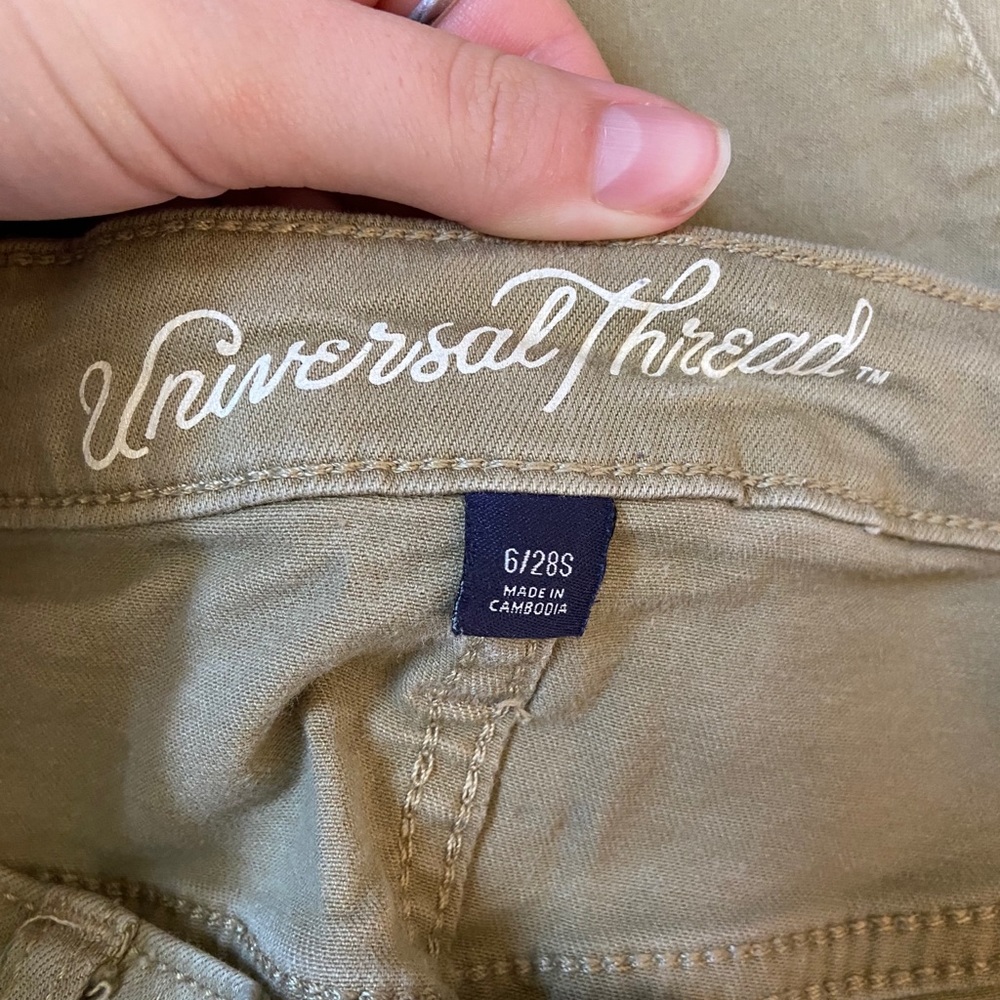 Universal Thread™
6/28S
MADE IN
CAMBODIA